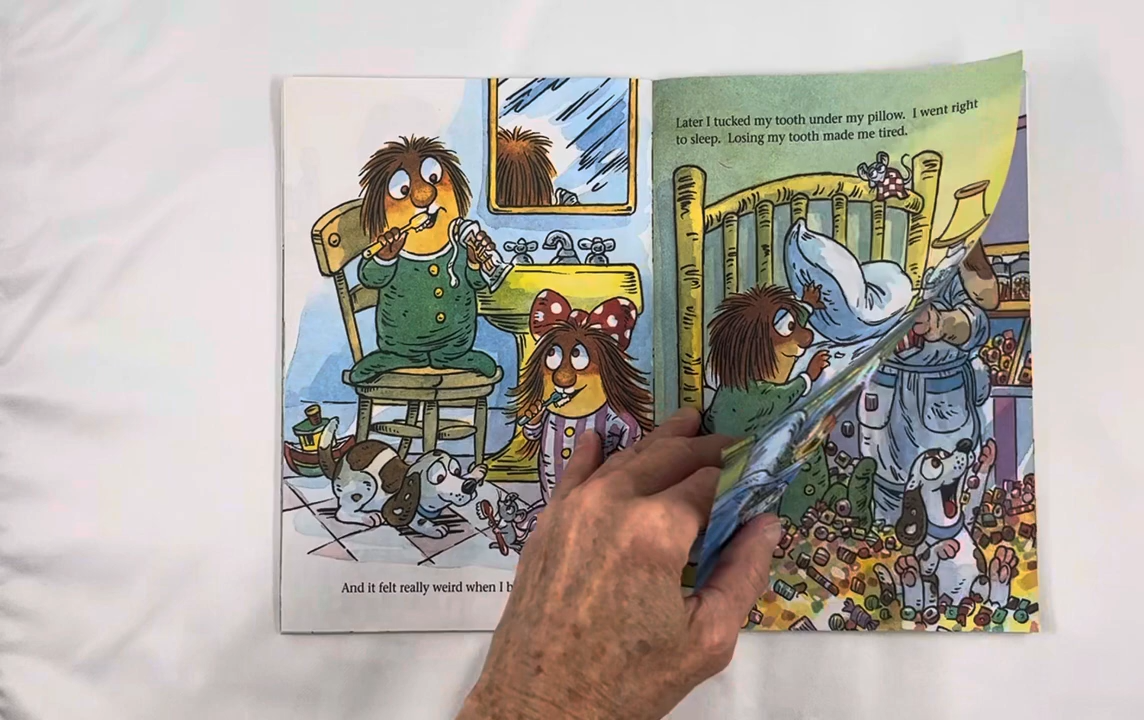 And it felt really weird when I
Later I tucked my tooth under my pillow. I went right
to sleep. Losing my tooth made me tired.